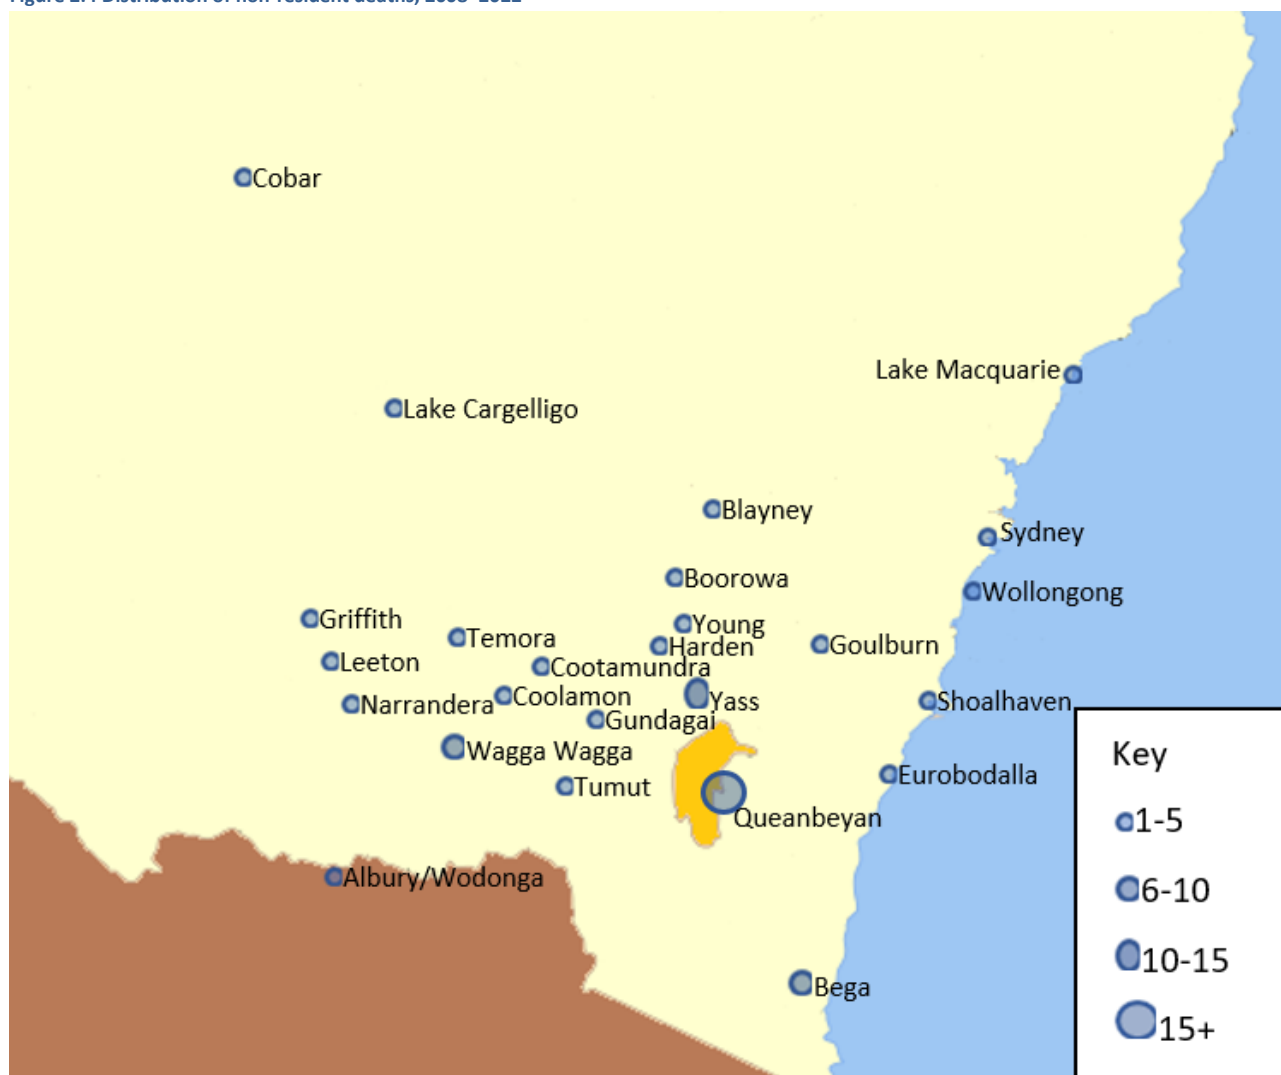 Cobar
Lake Macquarie
Lake Cargelligo
Blayney
Sydney
Boorowa
Wollongong
Griffith
Young
Temora
Harden
Goulburn
Leeton
Cootamundra
Coolamon
Yass
Shoalhaven
Narrandera
Gundagai
Wagga Wagga
Key
Eurobodalla
Tumut
Queanbeyan
1-5
Albury/Wodonga
6-10
10-15
Bega
15+